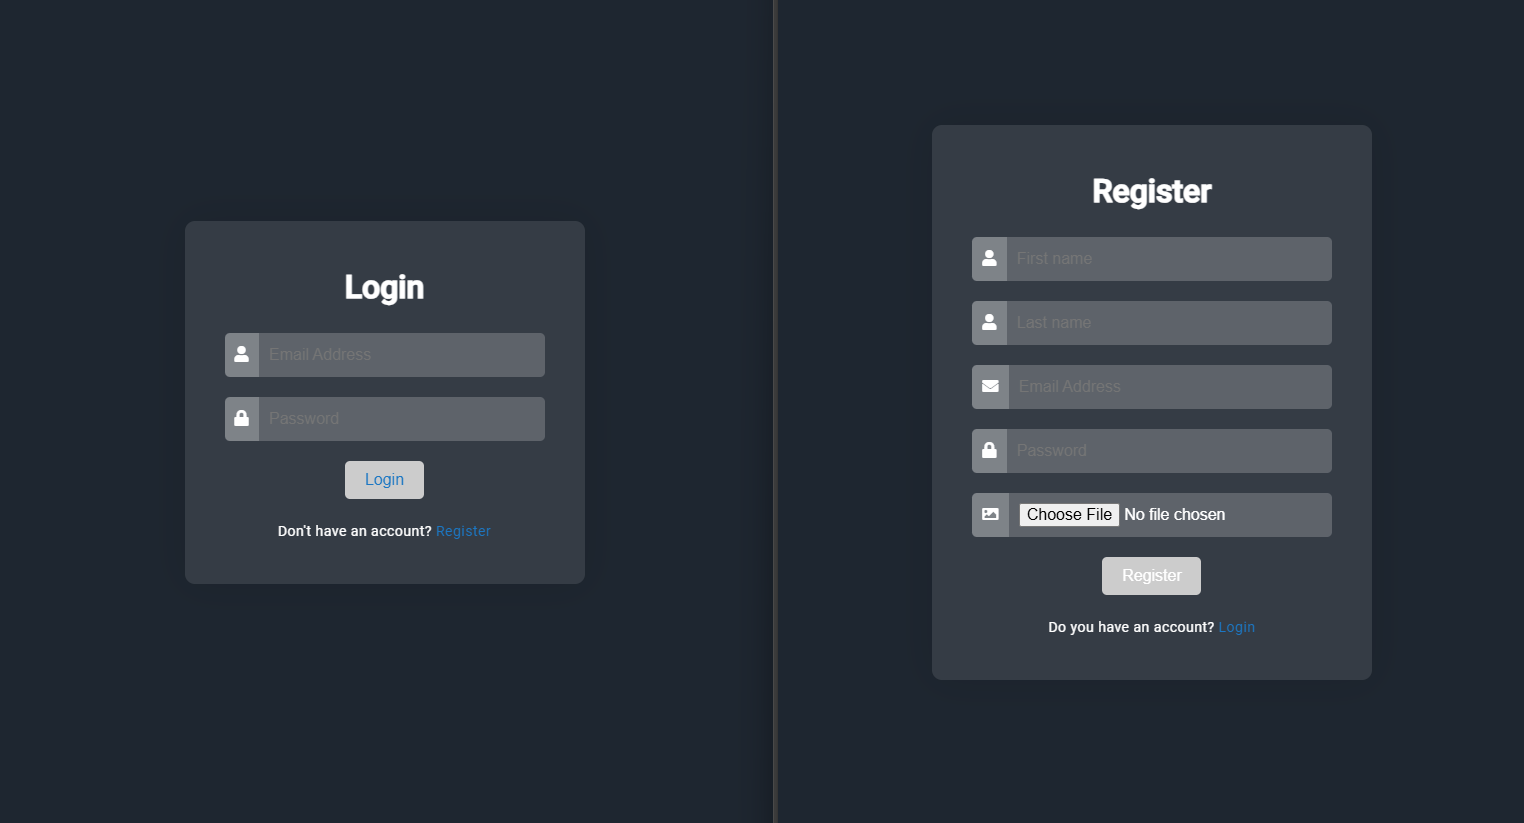 Login
Email Address
Password
Login
Don't have an account? Register
Register
First name
Last name
Email Address
Password
Choose File No file chosen
Register
Do you have an account? Login